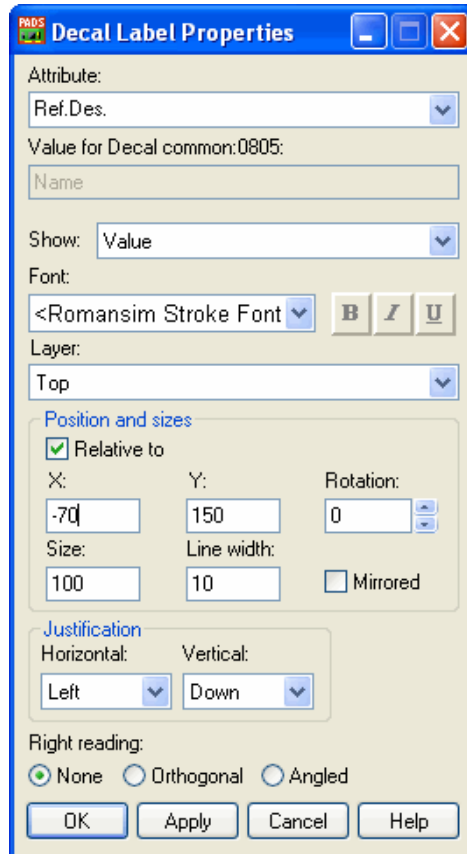 PADS Decal Label Properties
Attribute:
Ref.Des.
Value for Decal common:0805:
Name
Show: Value
Font:
<Romansim Stroke Font B I U
Layer:
Top
Position and sizes
Relative to
X: Y: Rotation:
-70 150 0
Size: Line width:
100 10 Mirrored
Justification
Horizontal: Vertical:
Left Down
Right reading:
None Orthogonal Angled
OK Apply Cancel Help